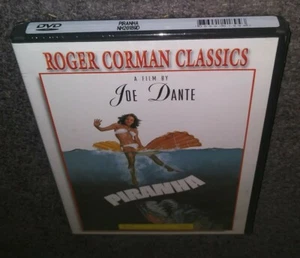 DVD
PIRANHA
ROGER CORMAN CLASSICS
A FILM BY
JOE DANTE
PIRANHA